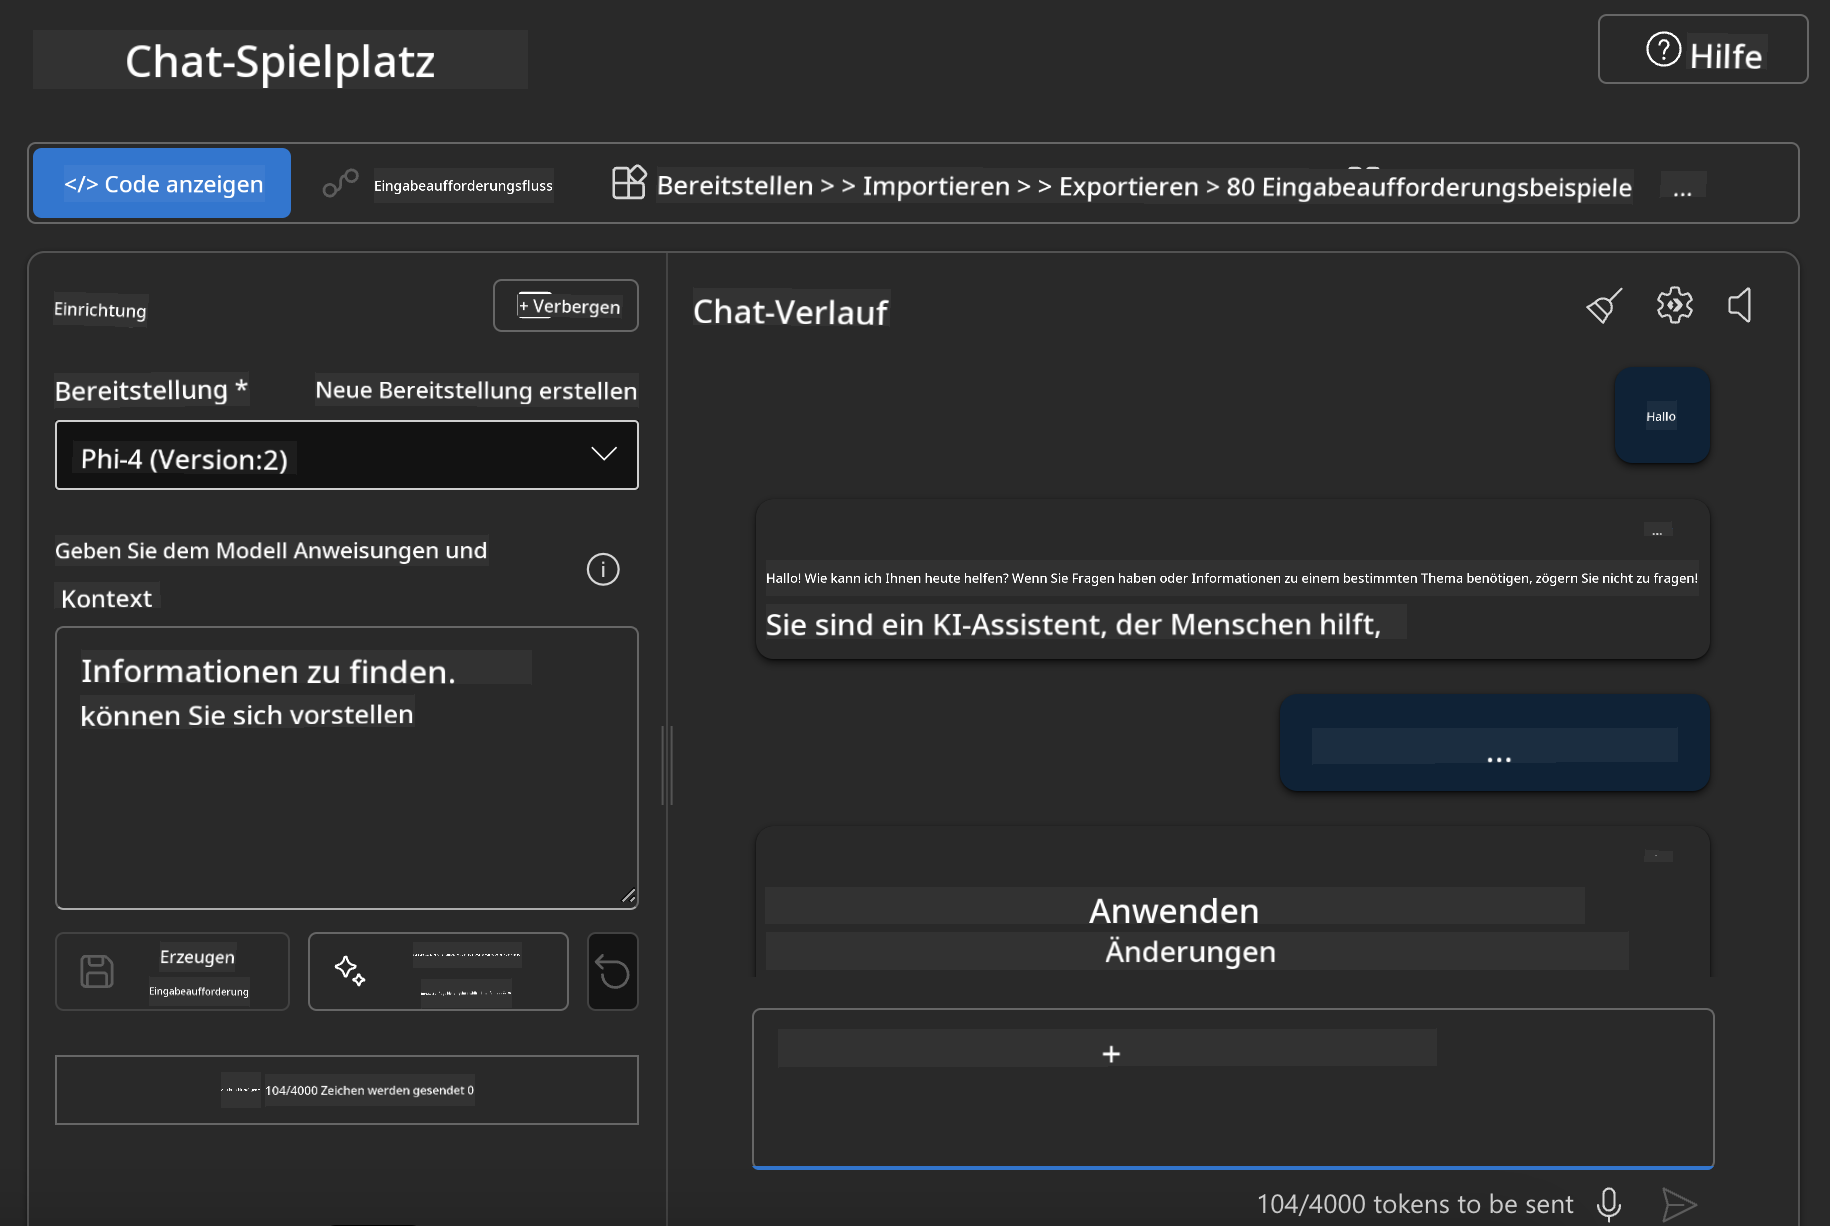 Chat-Spielplatz
Hilfe
</> Code anzeigen
Eingabeaufforderungsfluss
Bereitstellen > > Importieren > > Exportieren > 80 Eingabeaufforderungsbeispiele
...
Einrichtung
+ Verbergen
Bereitstellung *
Neue Bereitstellung erstellen
Phi-4 (Version:2)
Geben Sie dem Modell Anweisungen und
Kontext
Informationen zu finden.
können Sie sich vorstellen
Erzeugen
Eingabeaufforderung
104/4000 Zeichen werden gesendet 0
Chat-Verlauf
Hallo
...
Hallo! Wie kann ich Ihnen heute helfen? Wenn Sie Fragen haben oder Informationen zu einem bestimmten Thema benötigen, zögern Sie nicht zu fragen!
Sie sind ein KI-Assistent, der Menschen hilft,
...
Anwenden
Änderungen
+
104/4000 tokens to be sent